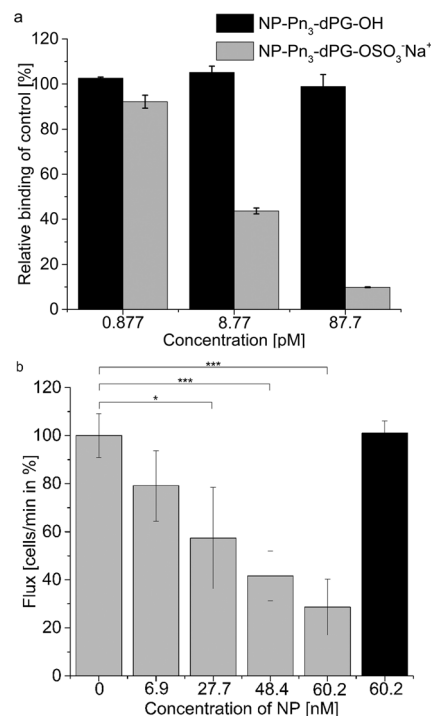 a
NP-Pn₃-dPG-OH
NP-Pn₃-dPG-OSO₃⁻Na⁺
Relative binding of control [%]
120
100
80
60
40
20
0
0.877 8.77 87.7
Concentration [pM]
b
***
***
*
Flux [cells/min in %]
120
100
80
60
40
20
0
0 6.9 27.7 48.4 60.2 60.2
Concentration of NP [nM]